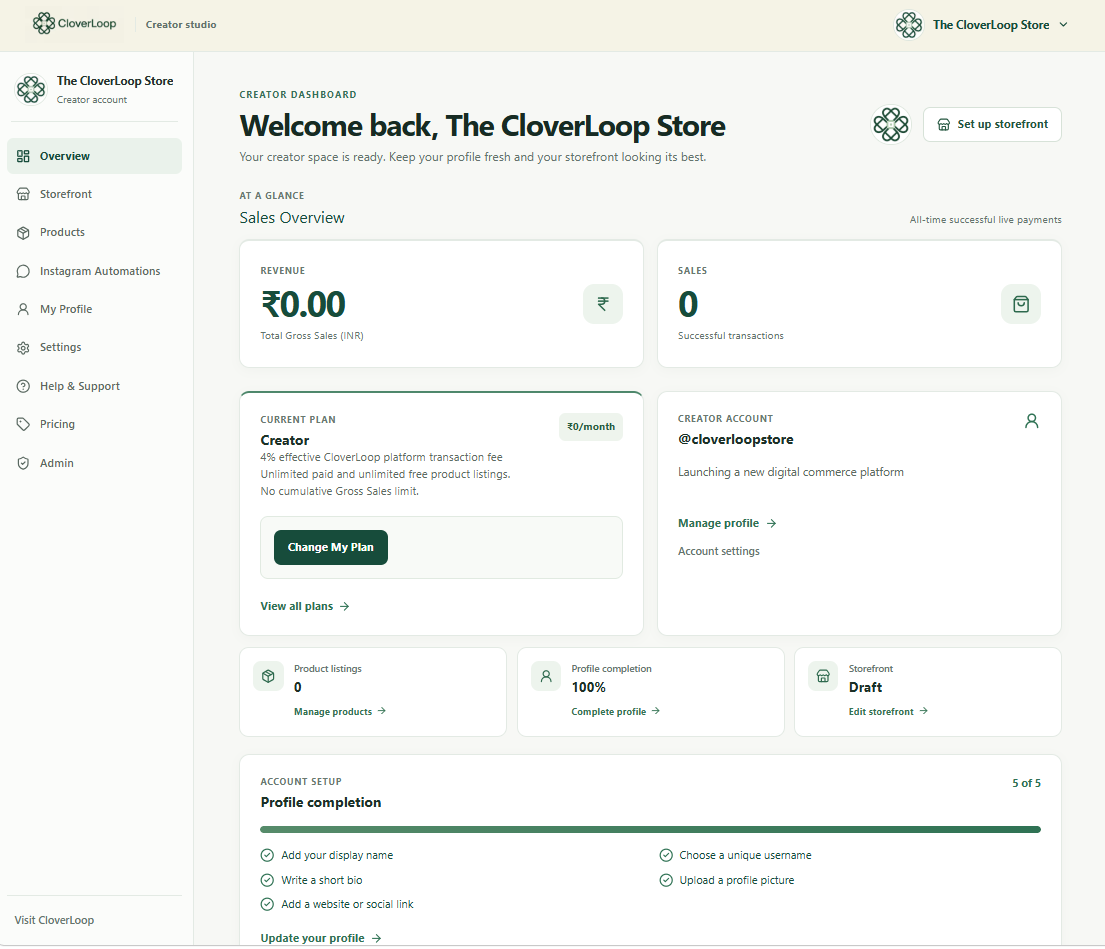 CloverLoop
Creator studio
The CloverLoop Store
The CloverLoop Store
Creator account
Overview
Storefront
Products
Instagram Automations
My Profile
Settings
Help & Support
Pricing
Admin
Visit CloverLoop
CREATOR DASHBOARD
Welcome back, The CloverLoop Store
Your creator space is ready. Keep your profile fresh and your storefront looking its best.
Set up storefront
AT A GLANCE
Sales Overview
All-time successful live payments
REVENUE
₹0.00
Total Gross Sales (INR)
₹
SALES
0
Successful transactions
CURRENT PLAN
Creator
₹0/month
4% effective CloverLoop platform transaction fee
Unlimited paid and unlimited free product listings.
No cumulative Gross Sales limit.
Change My Plan
View all plans →
CREATOR ACCOUNT
@cloverloopstore
Launching a new digital commerce platform
Manage profile →
Account settings
Product listings
0
Manage products →
Profile completion
100%
Complete profile →
Storefront
Draft
Edit storefront →
ACCOUNT SETUP
Profile completion
5 of 5
Add your display name
Choose a unique username
Write a short bio
Upload a profile picture
Add a website or social link
Update your profile →